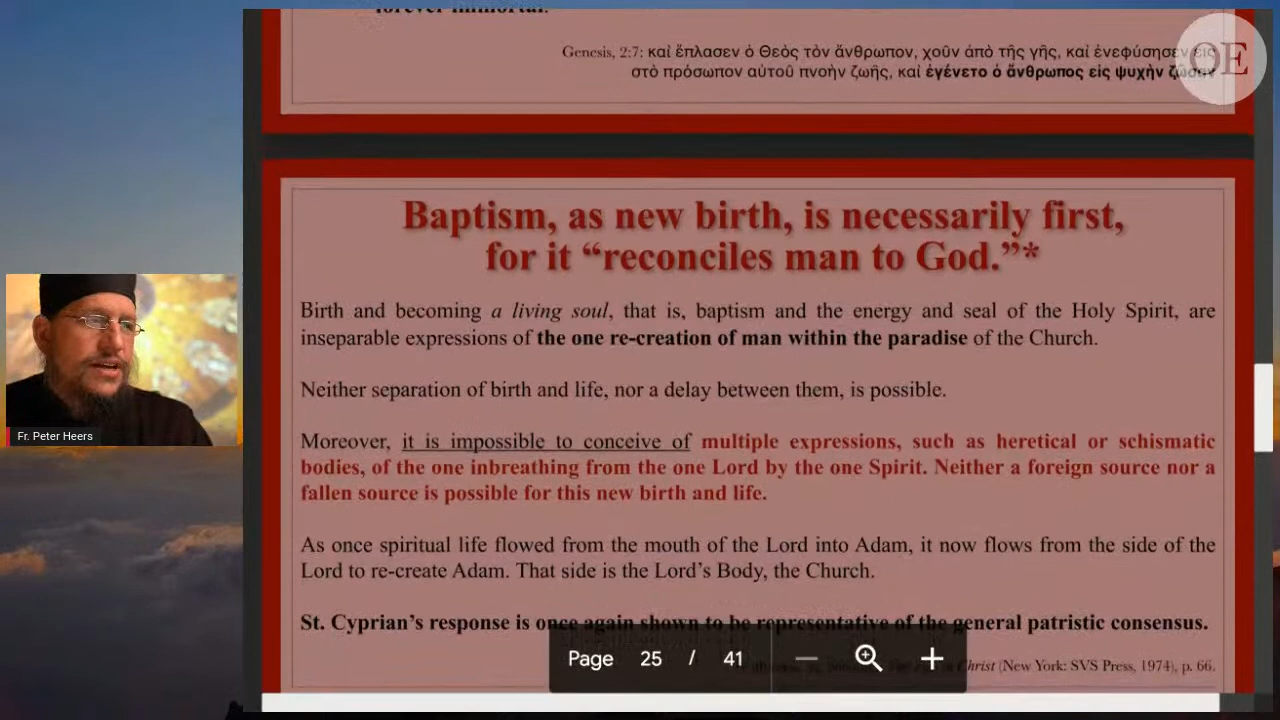 forever immortal.
Genesis, 2:7: καί ἔπλασεν ὁ Θεὸς τὸν ἄνθρωπον, χοῦν ἀπὸ τῆς γῆς, καί ἐνεφύσησεν εἰς
στὸ πρόσωπον αὐτοῦ πνοὴν ζωῆς, καί ἐγένετο ὁ ἄνθρωπος εἰς ψυχὴν ζῶσαν
OE
Baptism, as new birth, is necessarily first,
for it “reconciles man to God.”*
Birth and becoming a living soul, that is, baptism and the energy and seal of the Holy Spirit, are
inseparable expressions of the one re-creation of man within the paradise of the Church.
Neither separation of birth and life, nor a delay between them, is possible.
Moreover, it is impossible to conceive of multiple expressions, such as heretical or schismatic
bodies, of the one inbreathing from the one Lord by the one Spirit. Neither a foreign source nor a
fallen source is possible for this new birth and life.
As once spiritual life flowed from the mouth of the Lord into Adam, it now flows from the side of the
Lord to re-create Adam. That side is the Lord’s Body, the Church.
St. Cyprian’s response is once again shown to be representative of the general patristic consensus.
Christ (New York: SVS Press, 1974), p. 66.
Page 25 / 41
Fr. Peter Heers